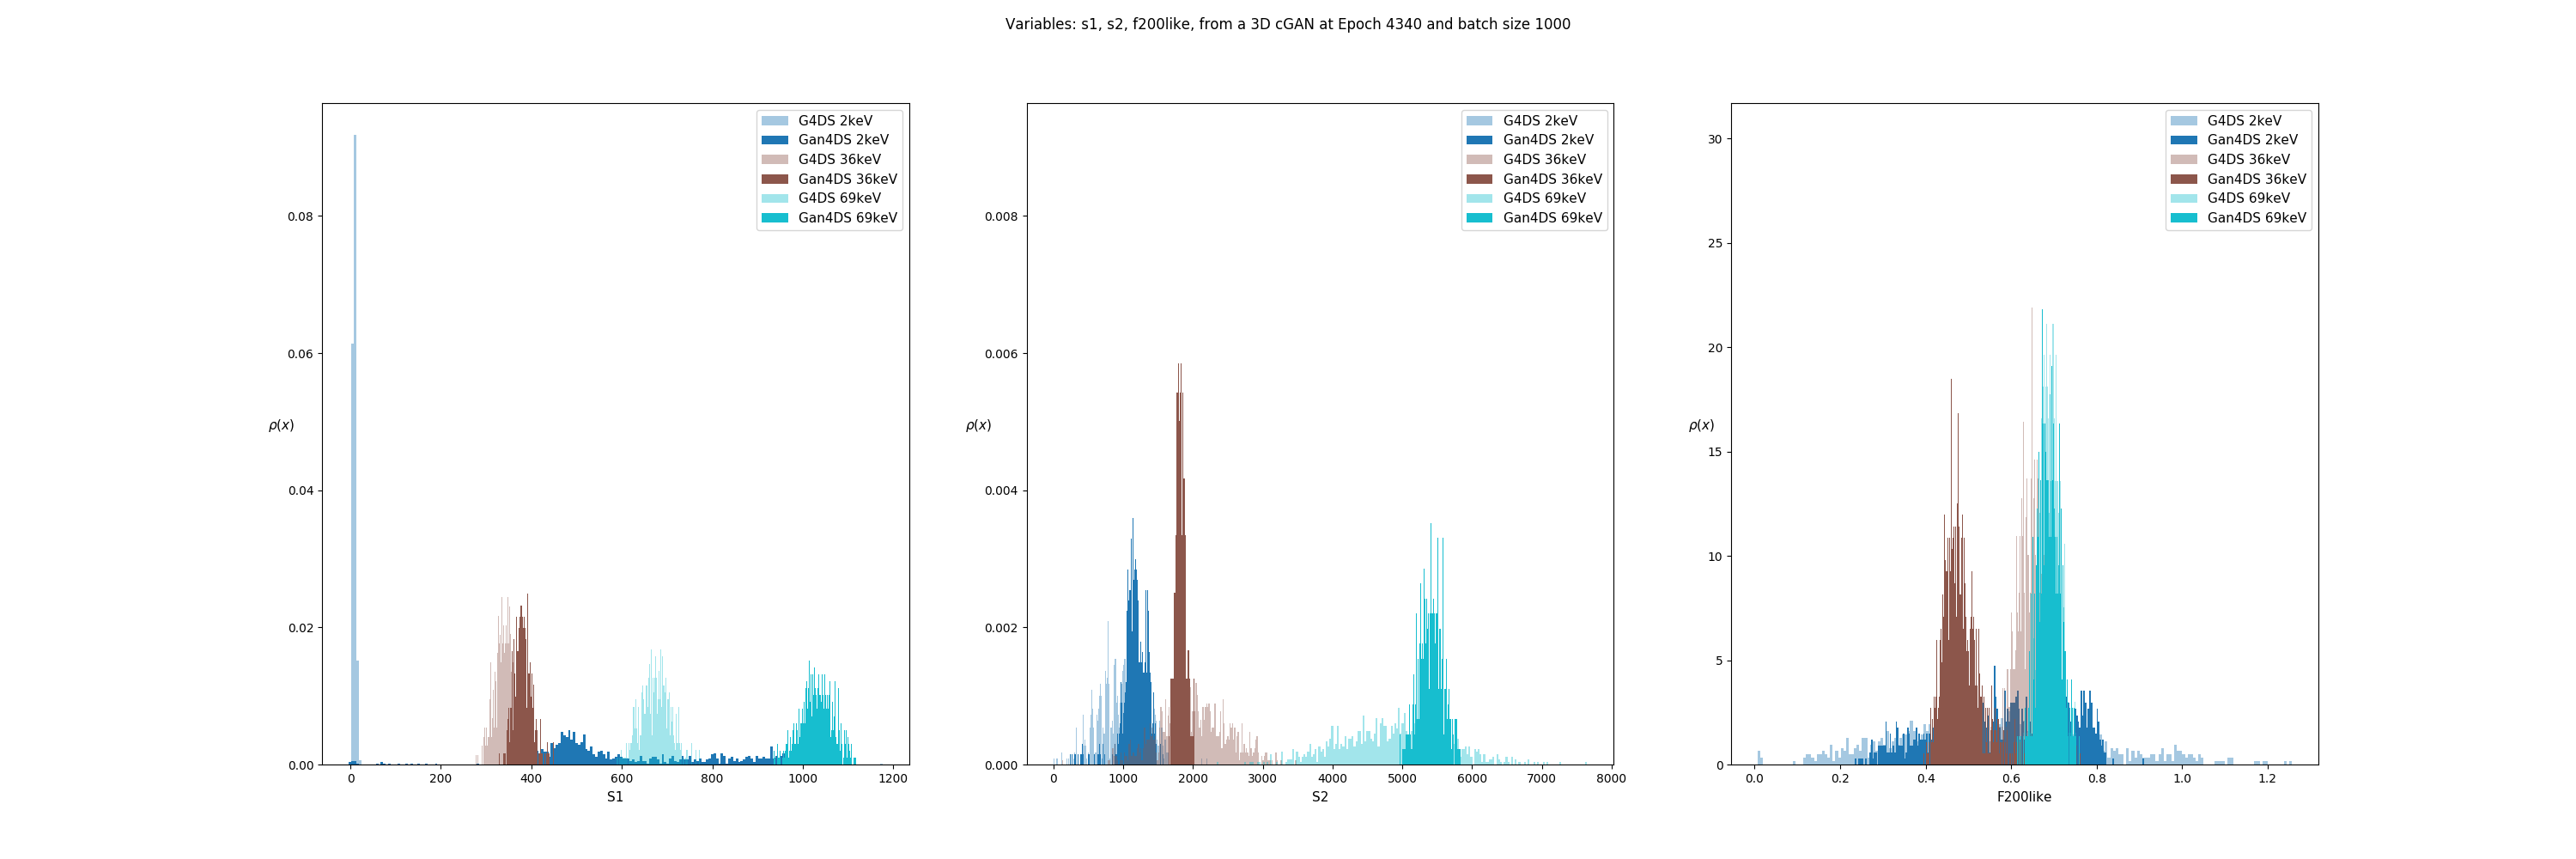 Variables: s1, s2, f200like, from a 3D cGAN at Epoch 4340 and batch size 1000
G4DS 2keV
Gan4DS 2keV
G4DS 36keV
Gan4DS 36keV
G4DS 69keV
Gan4DS 69keV
0.08
0.06
0.04
0.02
0.00
ρ(x)
0
200
400
600
800
1000
1200
S1
G4DS 2keV
Gan4DS 2keV
G4DS 36keV
Gan4DS 36keV
G4DS 69keV
Gan4DS 69keV
0.008
0.006
0.004
0.002
0.000
ρ(x)
0
1000
2000
3000
4000
5000
6000
7000
8000
S2
G4DS 2keV
Gan4DS 2keV
G4DS 36keV
Gan4DS 36keV
G4DS 69keV
Gan4DS 69keV
30
25
20
15
10
5
0
ρ(x)
0.0
0.2
0.4
0.6
0.8
1.0
1.2
F200like